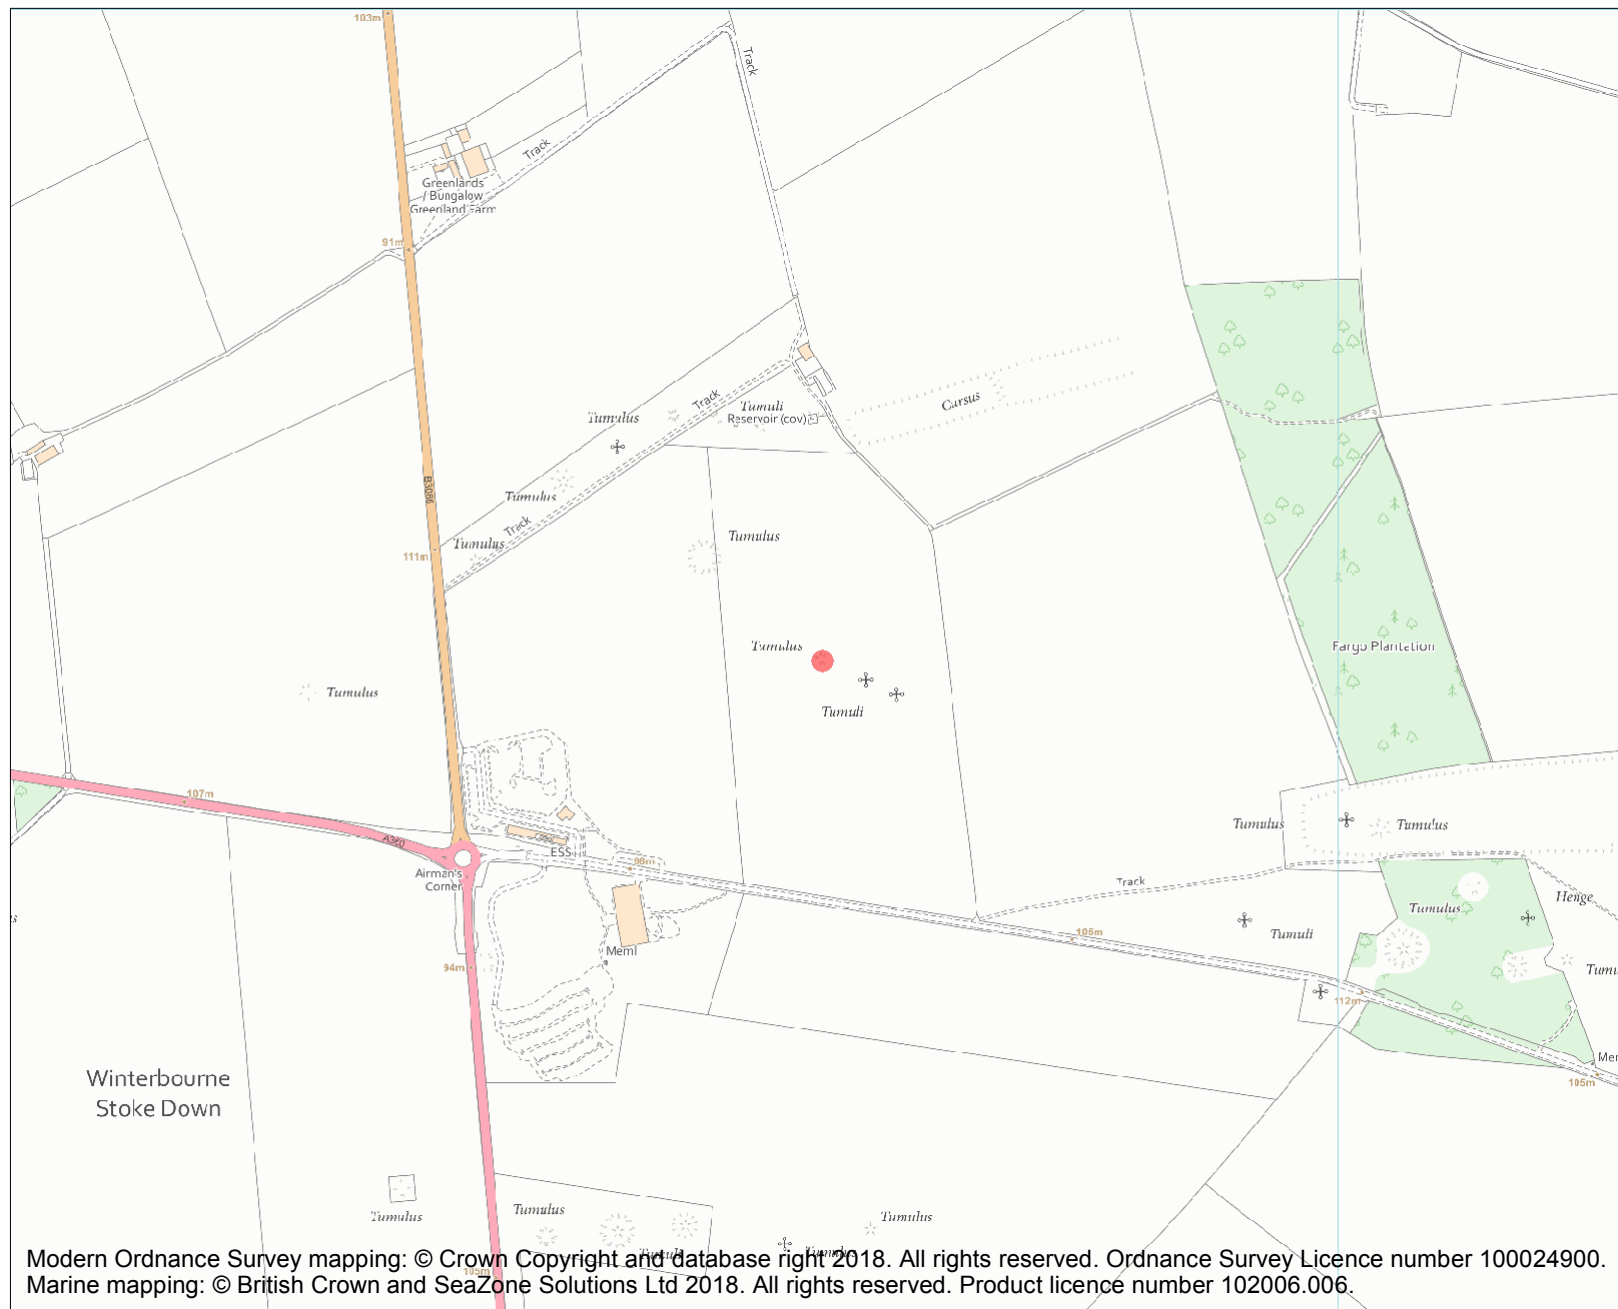 103m
Track
Track
Greenlands
/ Bungalow
Greenland Farm
91m
Cursus
Track
Tumuli
Reservoir (cov)
Tumulus
B3086
Tumulus
Track
Tumulus
111m
Tumulus
Tumulus
Fargo Plantation
Tumulus
Tumuli
107m
A360
Tumulus
Tumulus
ESS
98m
Airman's
Corner
Track
Henge
Tumulus
Tumuli
105m
Meml
94m
112m
105m
Winterbourne
Stoke Down
Tumulus
Tumulus
Tumulus
Tumuli
Tumulus
105m
Modern Ordnance Survey mapping: © Crown Copyright and database right 2018. All rights reserved. Ordnance Survey Licence number 100024900.
Marine mapping: © British Crown and SeaZone Solutions Ltd 2018. All rights reserved. Product licence number 102006.006.